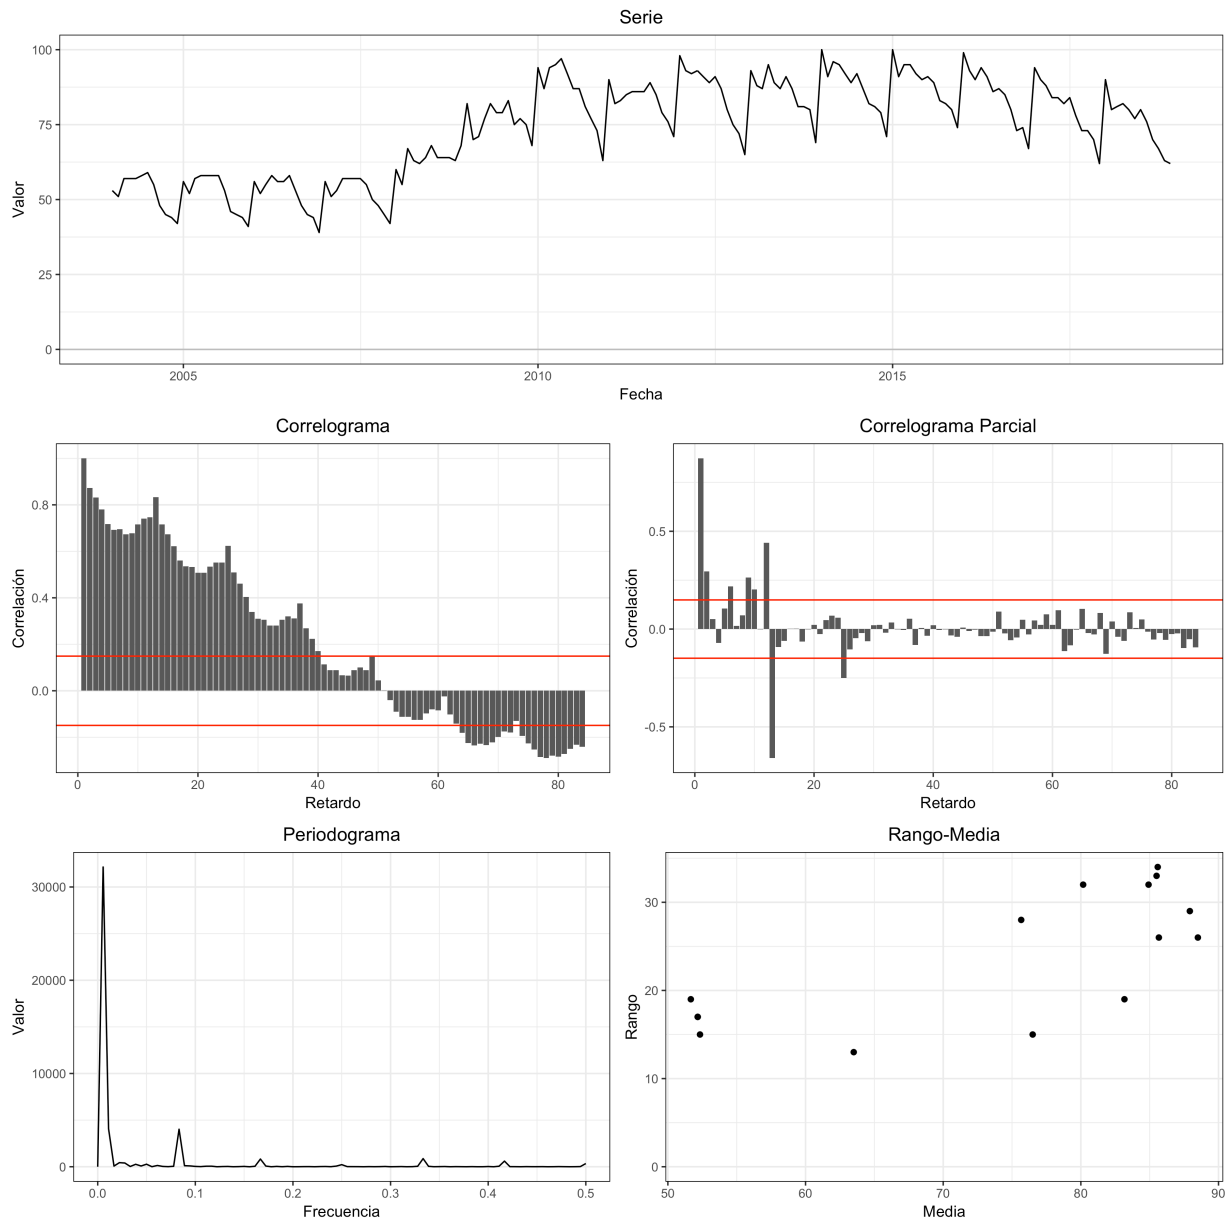 Serie
100
75
50
25
0
Valor
2005 2010 2015
Fecha
Correlograma
0.8
0.4
0.0
Correlación
0 20 40 60 80
Retardo
Correlograma Parcial
0.5
0.0
-0.5
Correlación
0 20 40 60 80
Retardo
Periodograma
30000
20000
10000
0
Valor
0.0 0.1 0.2 0.3 0.4 0.5
Frecuencia
Rango-Media
30
20
10
0
Rango
50 60 70 80 90
Media